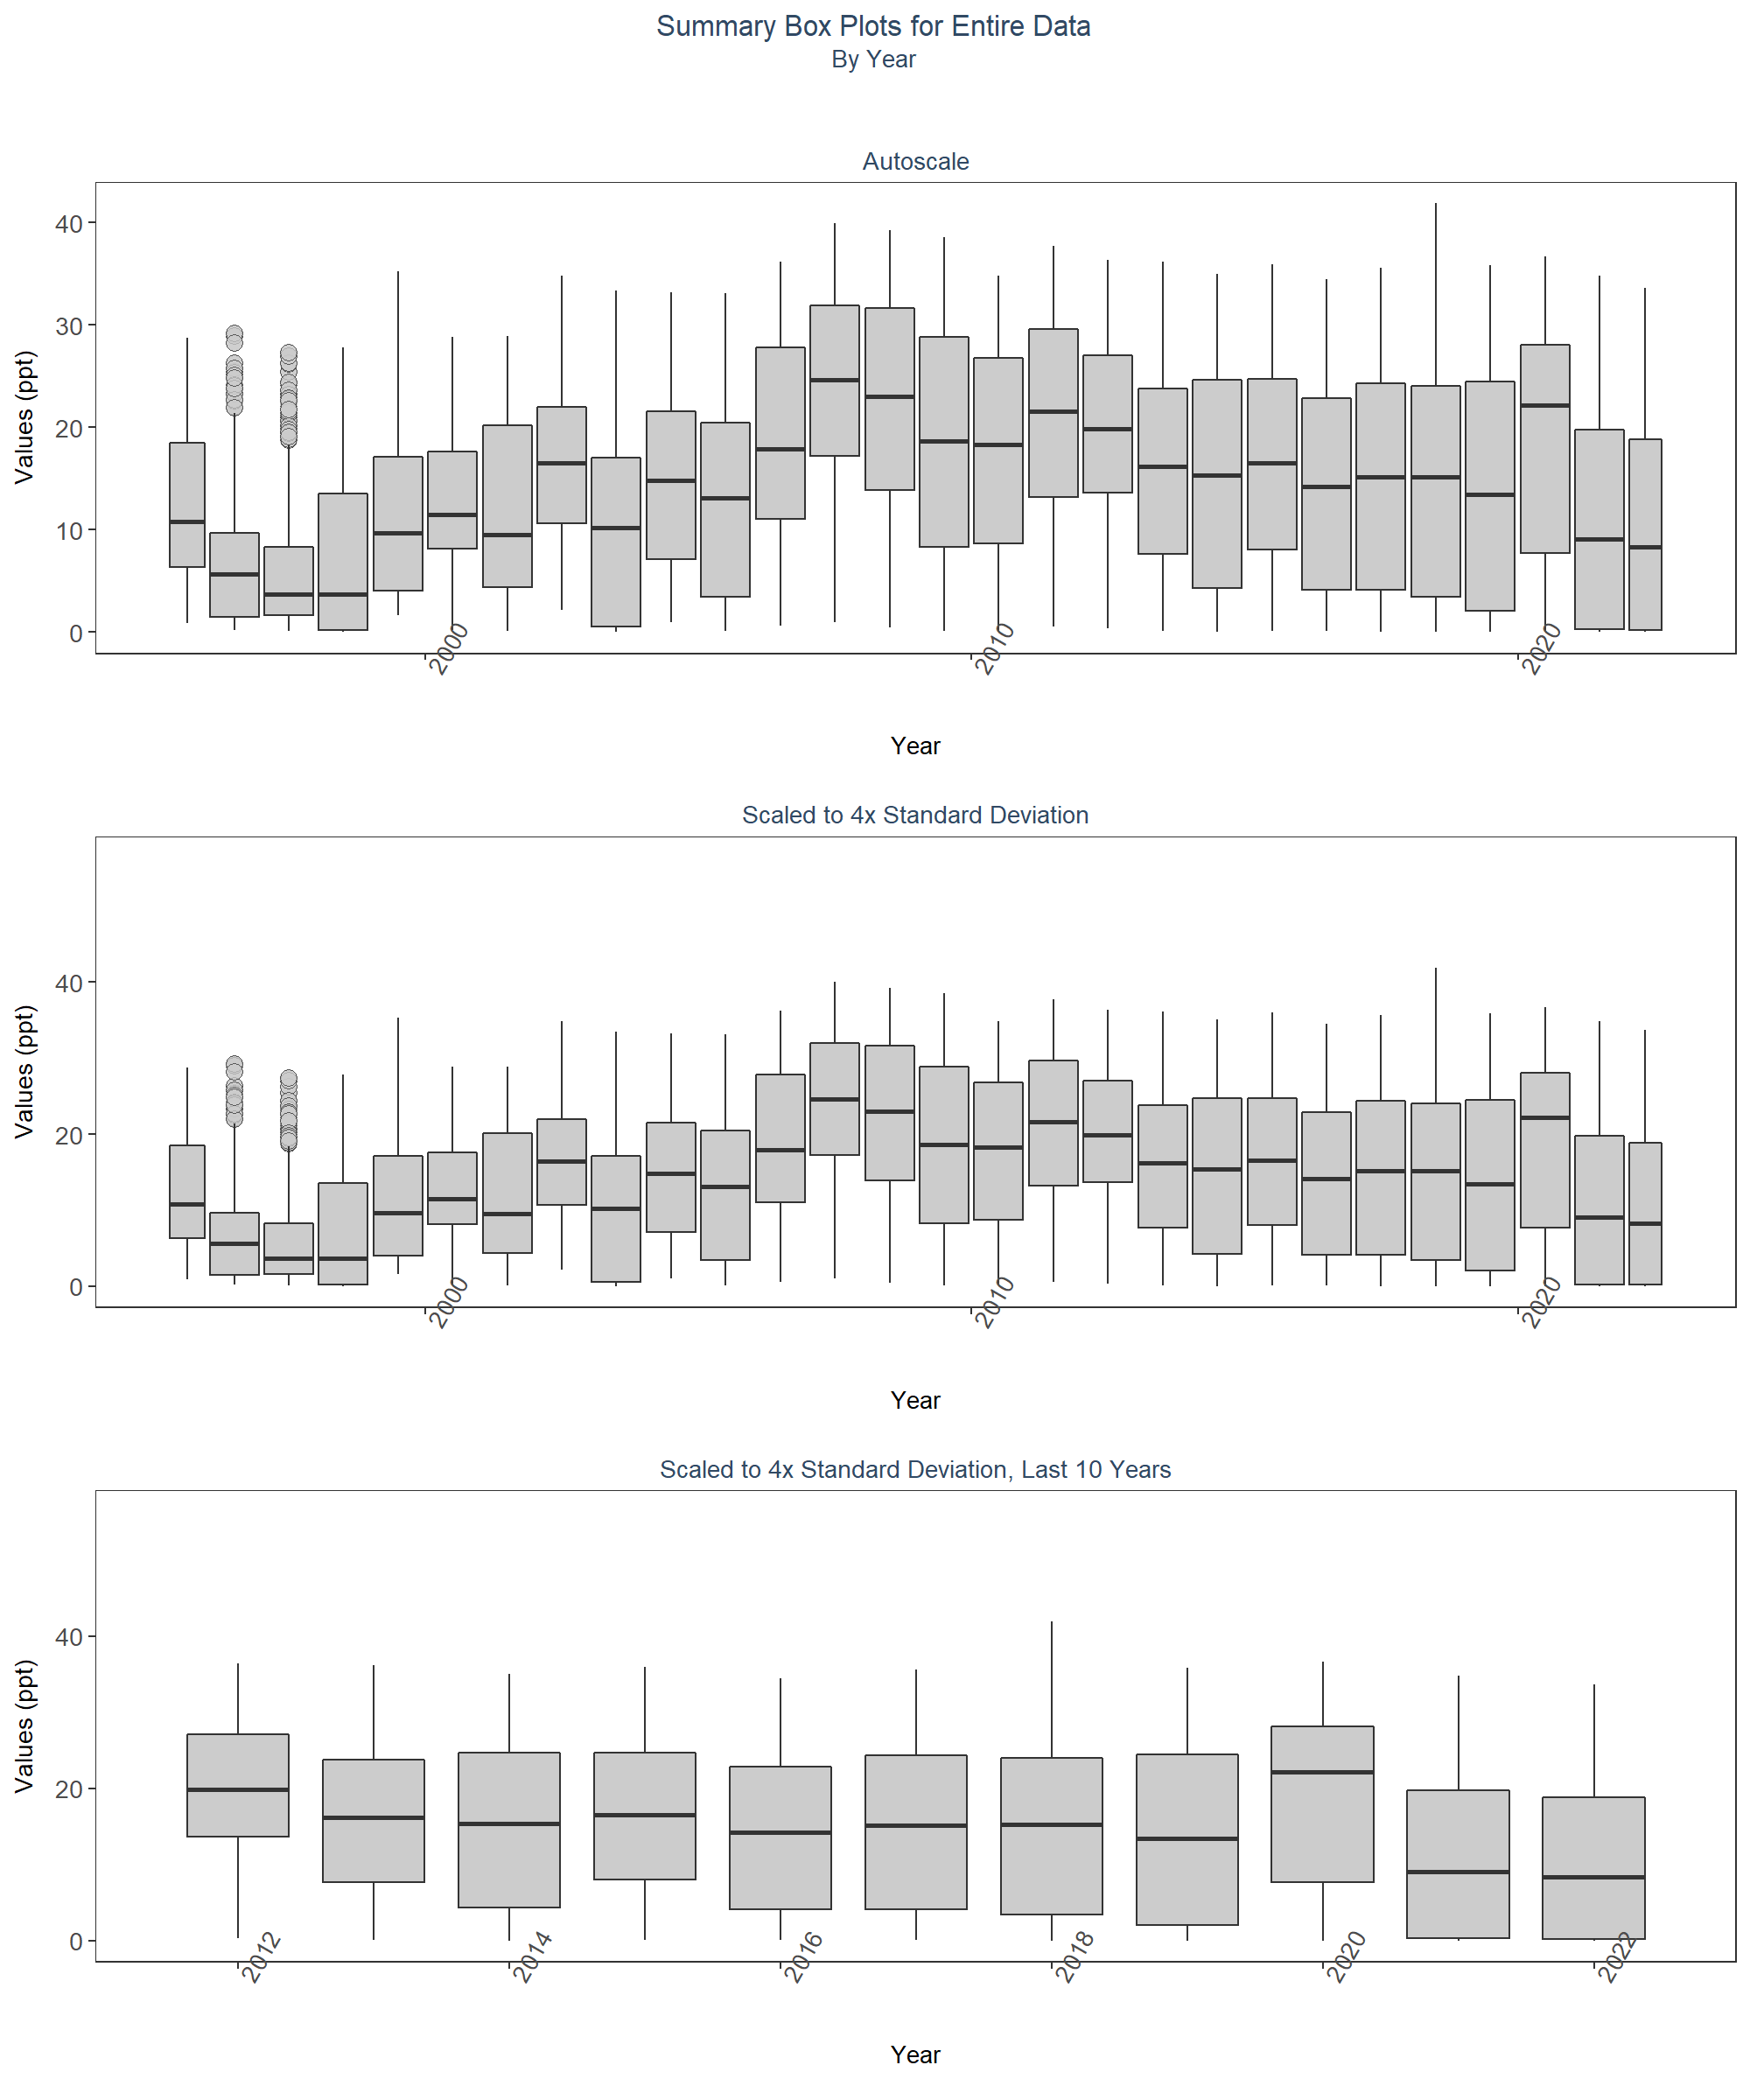 Summary Box Plots for Entire Data
By Year
Autoscale
Values (ppt)
40
30
20
10
0
2000
2010
2020
Year
Scaled to 4x Standard Deviation
Values (ppt)
40
20
0
2000
2010
2020
Year
Scaled to 4x Standard Deviation, Last 10 Years
Values (ppt)
40
20
0
2012
2014
2016
2018
2020
2022
Year